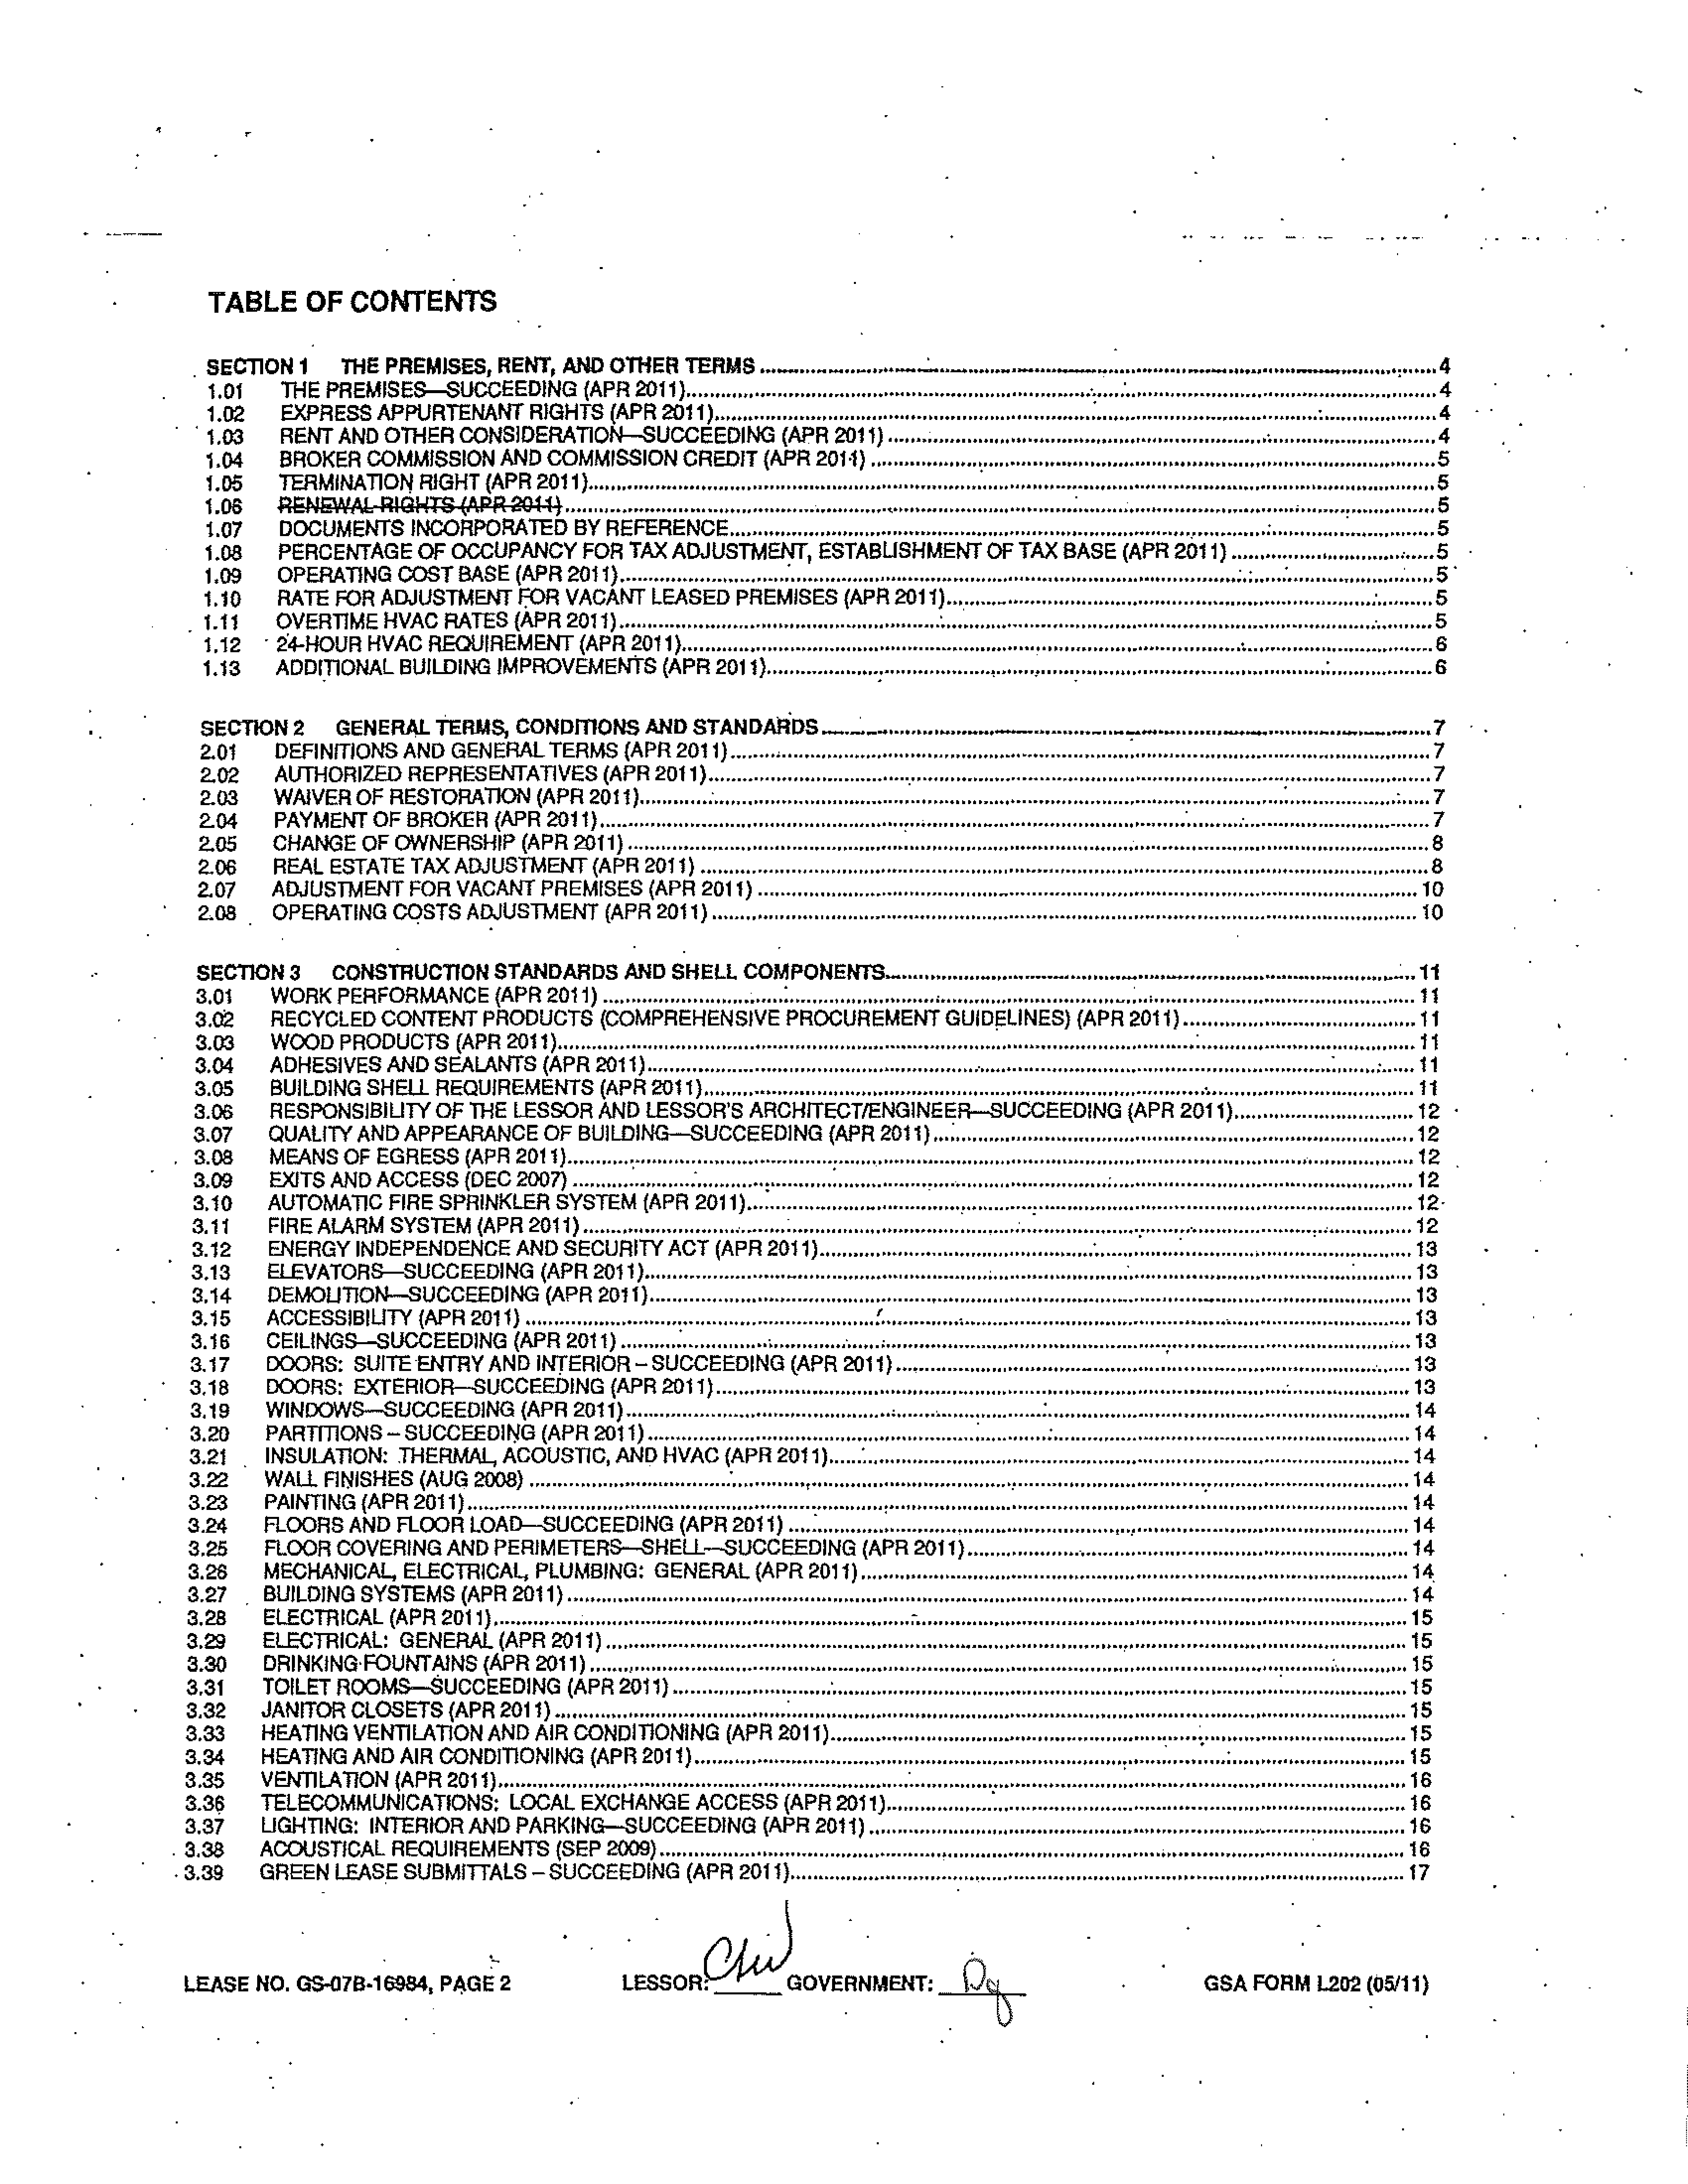 TABLE OF CONTENTS
SECTION 1 THE PREMISES, RENT, AND OTHER TERMS 4
1.01 THE PREMISES—SUCCEEDING (APR 2011) 4
1.02 EXPRESS APPURTENANT RIGHTS (APR 2011) 4
1.03 RENT AND OTHER CONSIDERATION—SUCCEEDING (APR 2011) 4
1.04 BROKER COMMISSION AND COMMISSION CREDIT (APR 2011) 5
1.05 TERMINATION RIGHT (APR 2011) 5
1.06 RENEWAL RIGHTS (APR 2011) 5
1.07 DOCUMENTS INCORPORATED BY REFERENCE 5
1.08 PERCENTAGE OF OCCUPANCY FOR TAX ADJUSTMENT, ESTABLISHMENT OF TAX BASE (APR 2011) 5
1.09 OPERATING COST BASE (APR 2011) 5
1.10 RATE FOR ADJUSTMENT FOR VACANT LEASED PREMISES (APR 2011) 5
1.11 OVERTIME HVAC RATES (APR 2011) 5
1.12 24-HOUR HVAC REQUIREMENT (APR 2011) 6
1.13 ADDITIONAL BUILDING IMPROVEMENTS (APR 2011) 6
SECTION 2 GENERAL TERMS, CONDITIONS AND STANDARDS 7
2.01 DEFINITIONS AND GENERAL TERMS (APR 2011) 7
2.02 AUTHORIZED REPRESENTATIVES (APR 2011) 7
2.03 WAIVER OF RESTORATION (APR 2011) 7
2.04 PAYMENT OF BROKER (APR 2011) 7
2.05 CHANGE OF OWNERSHIP (APR 2011) 8
2.06 REAL ESTATE TAX ADJUSTMENT (APR 2011) 8
2.07 ADJUSTMENT FOR VACANT PREMISES (APR 2011) 10
2.08 OPERATING COSTS ADJUSTMENT (APR 2011) 10
SECTION 3 CONSTRUCTION STANDARDS AND SHELL COMPONENTS 11
3.01 WORK PERFORMANCE (APR 2011) 11
3.02 RECYCLED CONTENT PRODUCTS (COMPREHENSIVE PROCUREMENT GUIDELINES) (APR 2011) 11
3.03 WOOD PRODUCTS (APR 2011) 11
3.04 ADHESIVES AND SEALANTS (APR 2011) 11
3.05 BUILDING SHELL REQUIREMENTS (APR 2011) 11
3.06 RESPONSIBILITY OF THE LESSOR AND LESSOR'S ARCHITECT/ENGINEER—SUCCEEDING (APR 2011) 12
3.07 QUALITY AND APPEARANCE OF BUILDING—SUCCEEDING (APR 2011) 12
3.08 MEANS OF EGRESS (APR 2011) 12
3.09 EXITS AND ACCESS (DEC 2007) 12
3.10 AUTOMATIC FIRE SPRINKLER SYSTEM (APR 2011) 12
3.11 FIRE ALARM SYSTEM (APR 2011) 12
3.12 ENERGY INDEPENDENCE AND SECURITY ACT (APR 2011) 13
3.13 ELEVATORS—SUCCEEDING (APR 2011) 13
3.14 DEMOLITION—SUCCEEDING (APR 2011) 13
3.15 ACCESSIBILITY (APR 2011) 13
3.16 CEILINGS—SUCCEEDING (APR 2011) 13
3.17 DOORS: SUITE ENTRY AND INTERIOR – SUCCEEDING (APR 2011) 13
3.18 DOORS: EXTERIOR—SUCCEEDING (APR 2011) 13
3.19 WINDOWS—SUCCEEDING (APR 2011) 14
3.20 PARTITIONS – SUCCEEDING (APR 2011) 14
3.21 INSULATION: THERMAL, ACOUSTIC, AND HVAC (APR 2011) 14
3.22 WALL FINISHES (AUG 2008) 14
3.23 PAINTING (APR 2011) 14
3.24 FLOORS AND FLOOR LOAD—SUCCEEDING (APR 2011) 14
3.25 FLOOR COVERING AND PERIMETERS—SHELL—SUCCEEDING (APR 2011) 14
3.26 MECHANICAL, ELECTRICAL, PLUMBING: GENERAL (APR 2011) 14
3.27 BUILDING SYSTEMS (APR 2011) 14
3.28 ELECTRICAL (APR 2011) 15
3.29 ELECTRICAL: GENERAL (APR 2011) 15
3.30 DRINKING FOUNTAINS (APR 2011) 15
3.31 TOILET ROOMS—SUCCEEDING (APR 2011) 15
3.32 JANITOR CLOSETS (APR 2011) 15
3.33 HEATING VENTILATION AND AIR CONDITIONING (APR 2011) 15
3.34 HEATING AND AIR CONDITIONING (APR 2011) 15
3.35 VENTILATION (APR 2011) 16
3.36 TELECOMMUNICATIONS: LOCAL EXCHANGE ACCESS (APR 2011) 16
3.37 LIGHTING: INTERIOR AND PARKING—SUCCEEDING (APR 2011) 16
3.38 ACOUSTICAL REQUIREMENTS (SEP 2009) 16
3.39 GREEN LEASE SUBMITTALS – SUCCEEDING (APR 2011) 17
LEASE NO. GS-07B-16984, PAGE 2 LESSOR: GOVERNMENT: GSA FORM L202 (05/11)